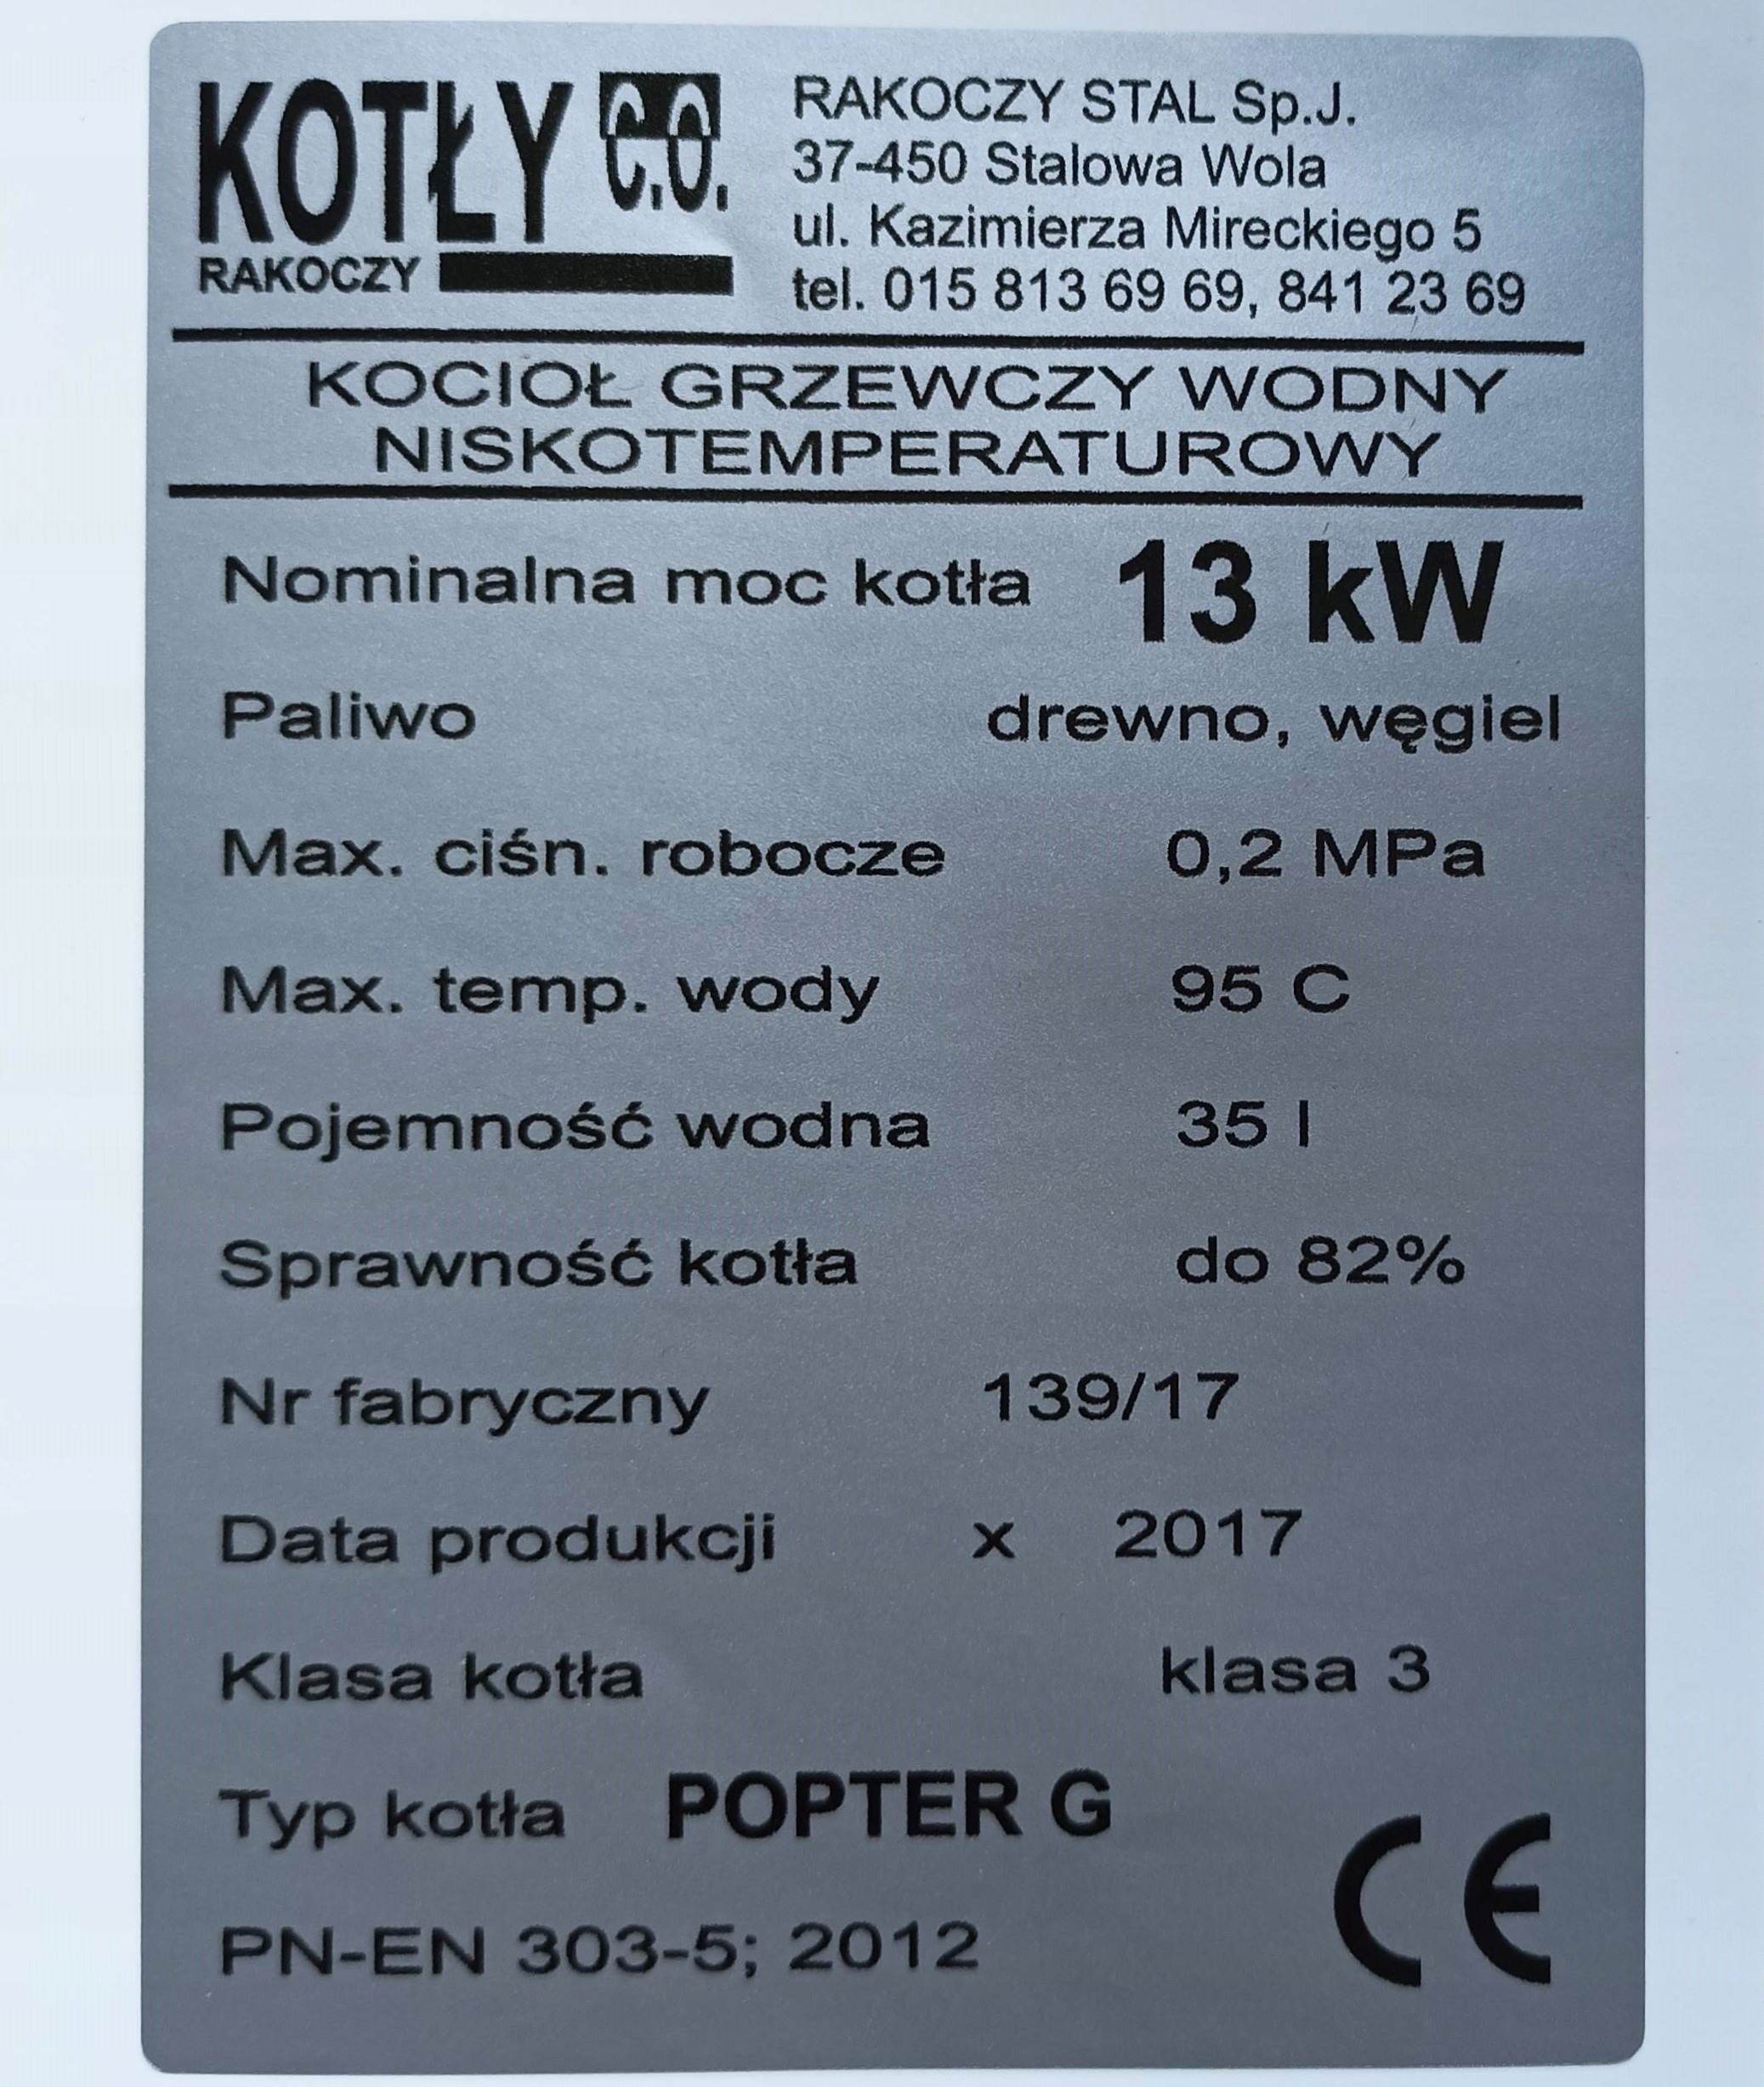 KOTŁY C.O.
RAKOCZY
RAKOCZY STAL Sp.J.
37-450 Stalowa Wola
ul. Kazimierza Mireckiego 5
tel. 015 813 69 69, 841 23 69
KOCIOŁ GRZEWCZY WODNY
NISKOTEMPERATUROWY
Nominalna moc kotła 13 kW
Paliwo drewno, węgiel
Max. ciśn. robocze 0,2 MPa
Max. temp. wody 95 C
Pojemność wodna 35 l
Sprawność kotła do 82%
Nr fabryczny 139/17
Data produkcji x 2017
Klasa kotła klasa 3
Typ kotła POPTER G
PN-EN 303-5; 2012
CE